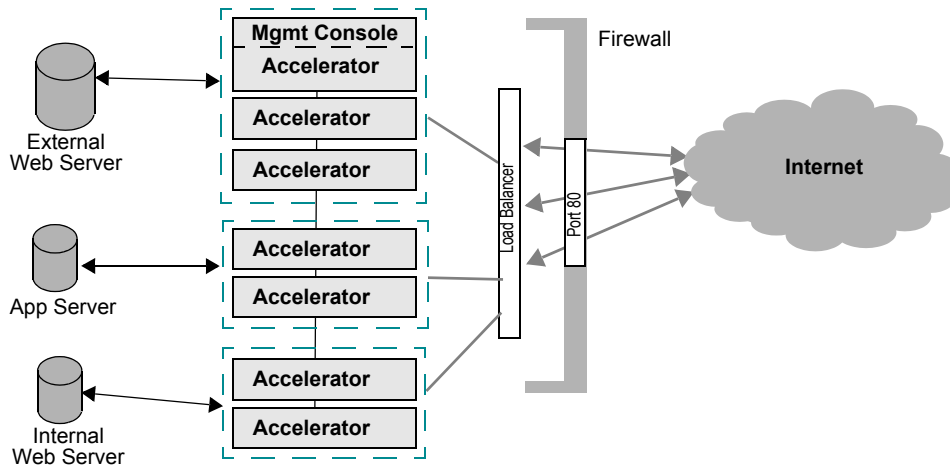 Mgmt Console
Accelerator
Accelerator
Accelerator
External
Web Server
Accelerator
Accelerator
App Server
Accelerator
Accelerator
Internal
Web Server
Load Balancer
Port 80
Firewall
Internet